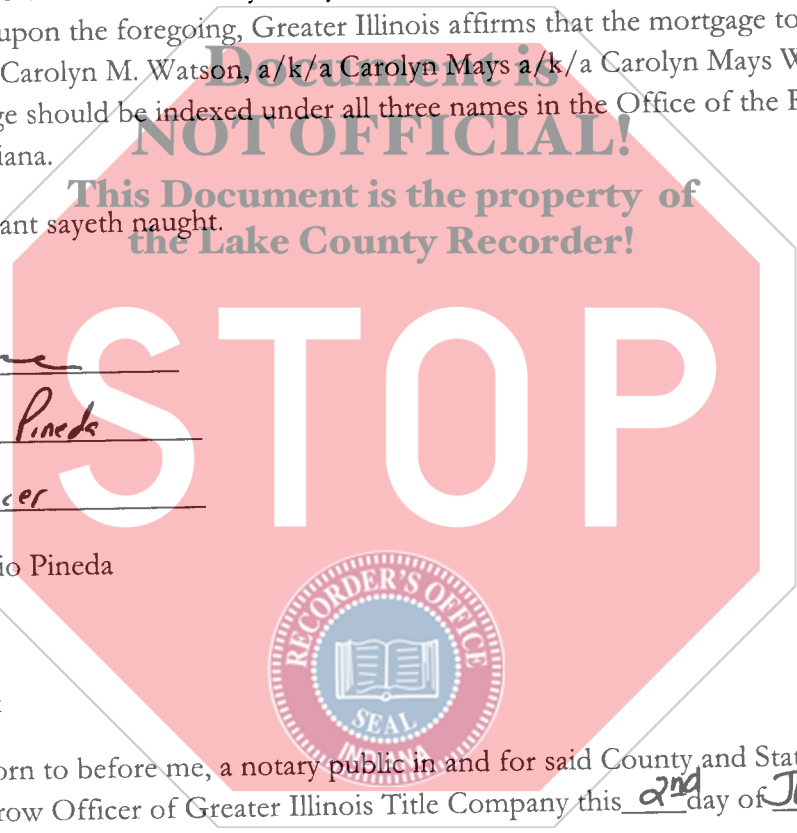 upon the foregoing, Greater Illinois affirms that the mortgage to
Document is
Carolyn M. Watson, a/k/a Carolyn Mays a/k/a Carolyn Mays W
ge should be indexed under all three names in the Office of the R
NOT OFFICIAL!
iana.
This Document is the property of
ant sayeth naught.
the Lake County Recorder!
STOP
Pineda
cer
io Pineda
RECORDER'S OFFICE
SEAL
INDIANA
orn to before me, a notary public in and for said County and Stat
row Officer of Greater Illinois Title Company this 2nd day of J